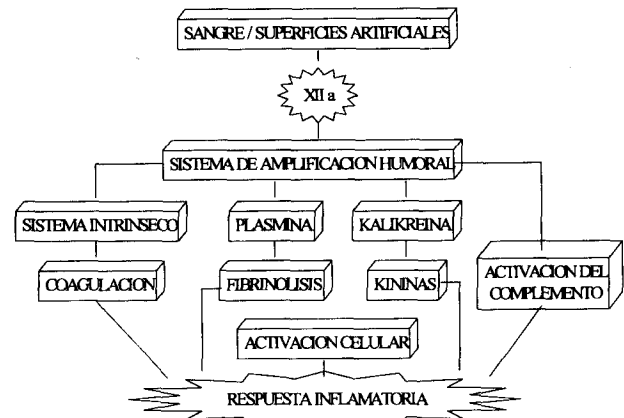 SANGRE / SUPERFICIES ARTIFICIALES
XII a
SISTEMA DE AMPLIFICACION HUMORAL
SISTEMA INTRINSECO
PLASMINA
KALIKREINA
COAGULACION
FIBRINOLISIS
KININAS
ACTIVACION DEL
COMPLEMENTO
ACTIVACION CELULAR
RESPUESTA INFLAMATORIA